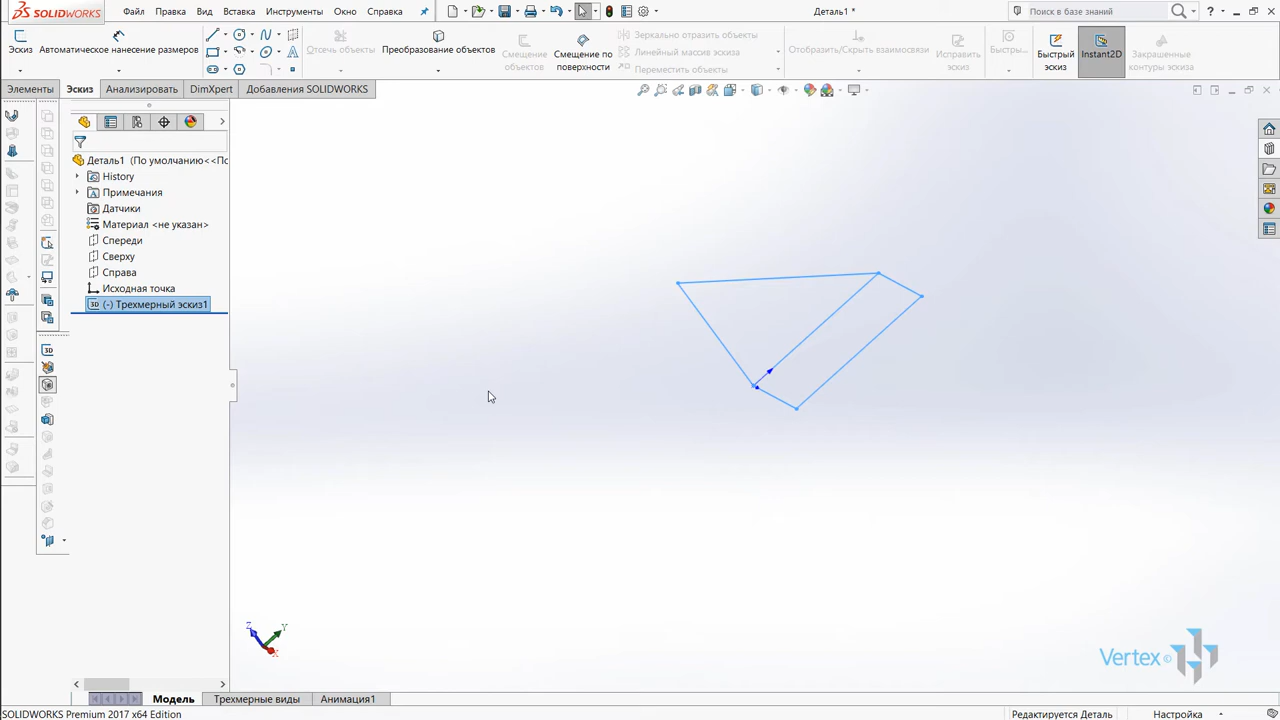 SOLIDWORKS
Файл Правка Вид Вставка Инструменты Окно Справка
Деталь1 *
Поиск в базе знаний
Эскиз
Автоматическое нанесение размеров
Отсечь объекты
Преобразование объектов
Смещение объектов
Смещение по поверхности
Зеркально отразить объекты
Линейный массив эскиза
Переместить объекты
Отобразить/Скрыть взаимосвязи
Исправить эскиз
Быстры...
Быстрый эскиз
Instant2D
Закрашенные контуры эскиза
Элементы Эскиз Анализировать DimXpert Добавления SOLIDWORKS
Деталь1 (По умолчанию<<По
History
Примечания
Датчики
Материал <не указан>
Спереди
Сверху
Справа
Исходная точка
3D (-) Трехмерный эскиз1
Z Y X
Vertex ©
Модель Трехмерные виды Анимация1
SOLIDWORKS Premium 2017 x64 Edition
Редактируется Деталь Настройка